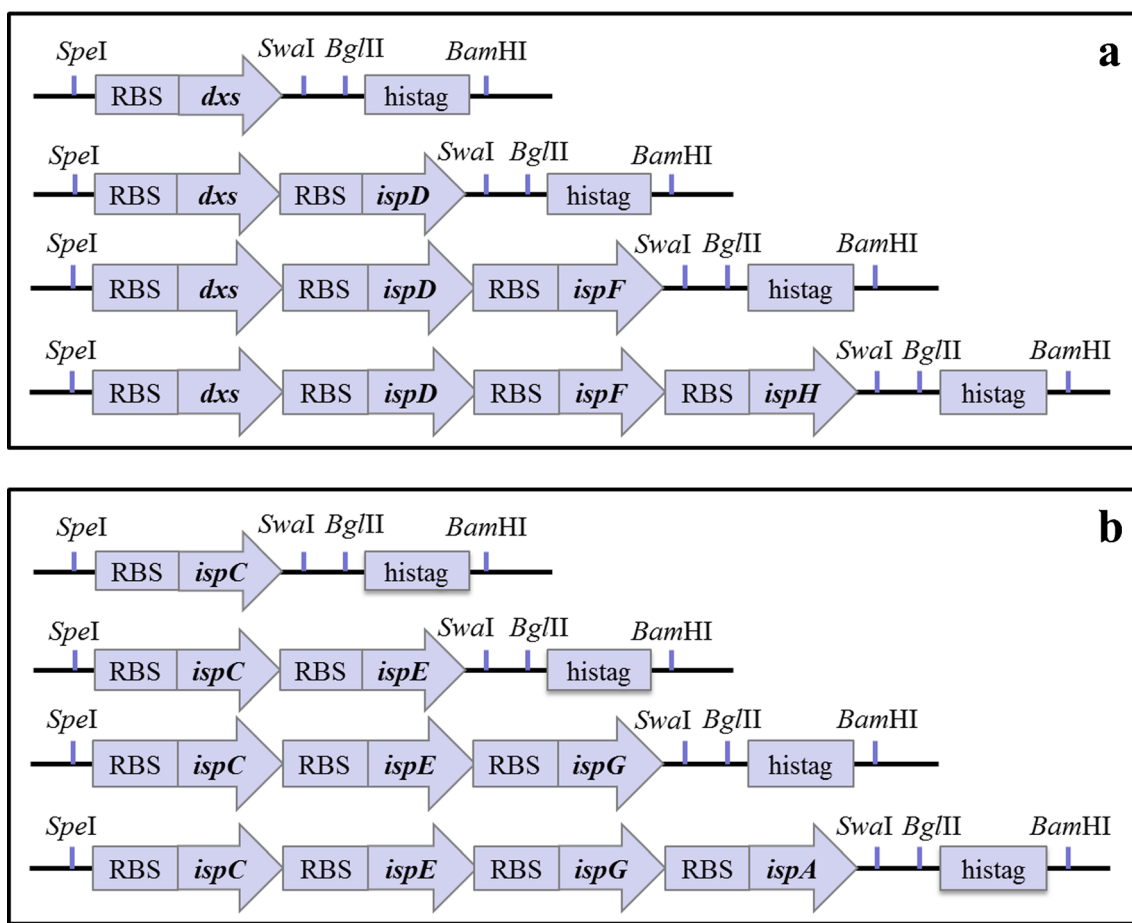 SpeI SwaI BglII BamHI a
RBS dxs histag
SpeI SwaI BglII BamHI
RBS dxs RBS ispD histag
SpeI SwaI BglII BamHI
RBS dxs RBS ispD RBS ispF histag
SpeI SwaI BglII BamHI
RBS dxs RBS ispD RBS ispF RBS ispH histag
SpeI SwaI BglII BamHI b
RBS ispC histag
SpeI SwaI BglII BamHI
RBS ispC RBS ispE histag
SpeI SwaI BglII BamHI
RBS ispC RBS ispE RBS ispG histag
SpeI SwaI BglII BamHI
RBS ispC RBS ispE RBS ispG RBS ispA histag